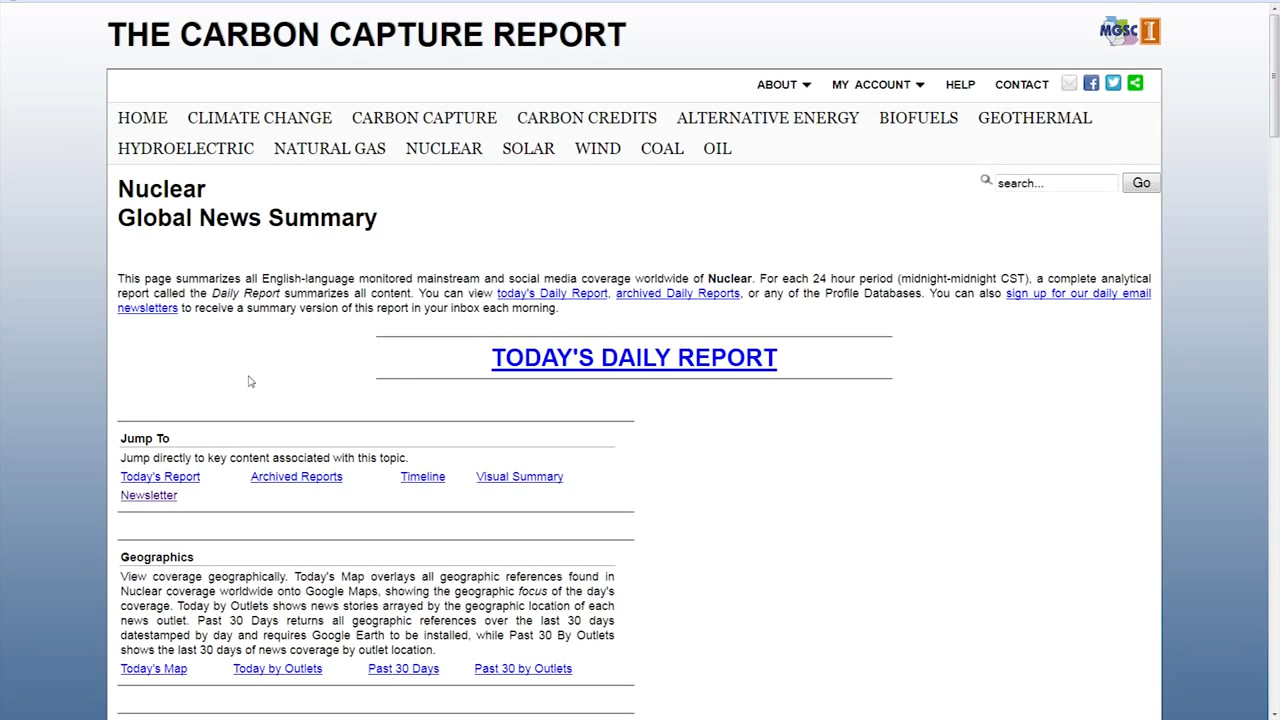 THE CARBON CAPTURE REPORT
MGSC I
ABOUT MY ACCOUNT HELP CONTACT
HOME CLIMATE CHANGE CARBON CAPTURE CARBON CREDITS ALTERNATIVE ENERGY BIOFUELS GEOTHERMAL
HYDROELECTRIC NATURAL GAS NUCLEAR SOLAR WIND COAL OIL
search... Go
Nuclear
Global News Summary
This page summarizes all English-language monitored mainstream and social media coverage worldwide of Nuclear. For each 24 hour period (midnight-midnight CST), a complete analytical
report called the Daily Report summarizes all content. You can view today's Daily Report, archived Daily Reports, or any of the Profile Databases. You can also sign up for our daily email
newsletters to receive a summary version of this report in your inbox each morning.
TODAY'S DAILY REPORT
Jump To
Jump directly to key content associated with this topic.
Today's Report Archived Reports Timeline Visual Summary
Newsletter
Geographics
View coverage geographically. Today's Map overlays all geographic references found in
Nuclear coverage worldwide onto Google Maps, showing the geographic focus of the day's
coverage. Today by Outlets shows news stories arrayed by the geographic location of each
news outlet. Past 30 Days returns all geographic references over the last 30 days
datestamped by day and requires Google Earth to be installed, while Past 30 By Outlets
shows the last 30 days of news coverage by outlet location.
Today's Map Today by Outlets Past 30 Days Past 30 by Outlets